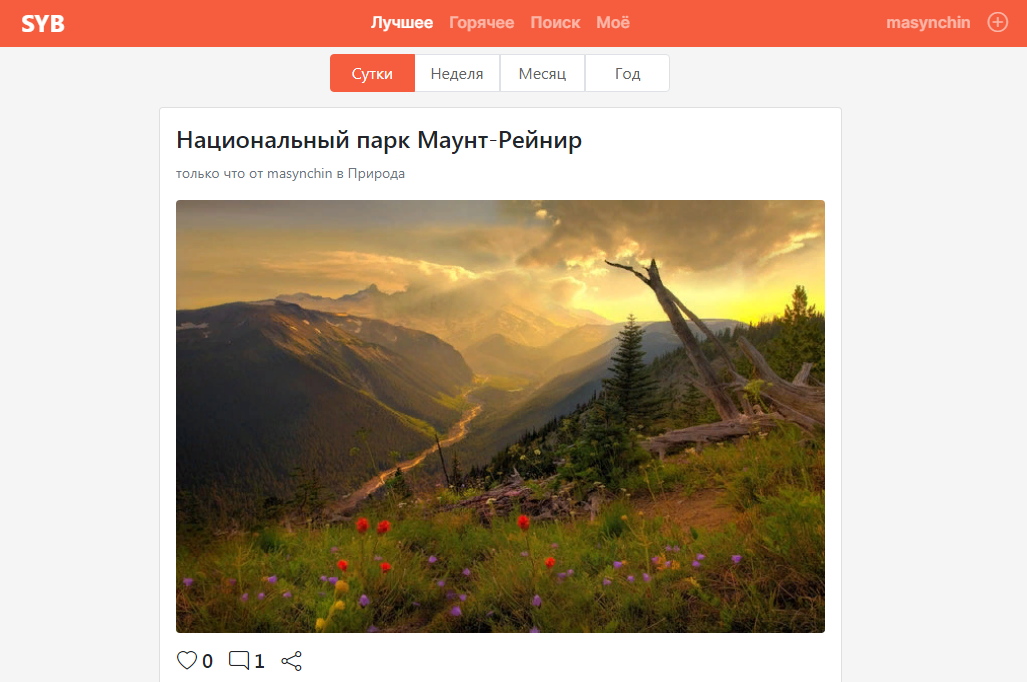 SYB Лучшее Горячее Поиск Моё masynchin
Сутки Неделя Месяц Год
Национальный парк Маунт-Рейнир
только что от masynchin в Природа
0 1